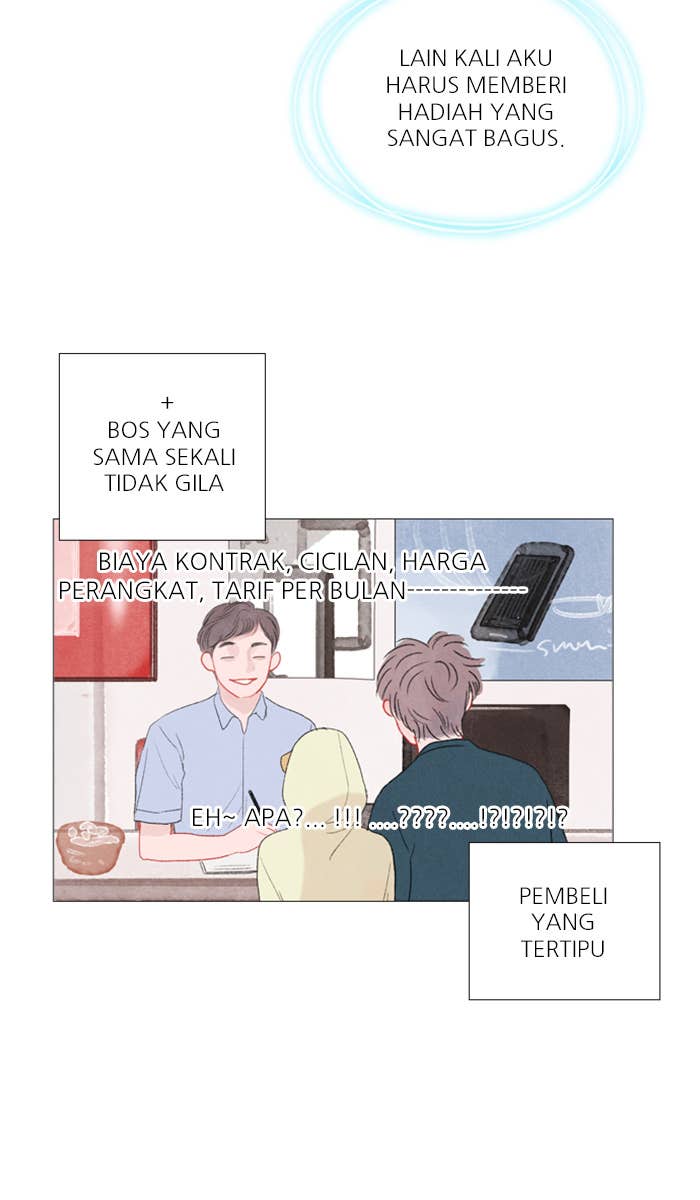 LAIN KALI AKU
HARUS MEMBERI
HADIAH YANG
SANGAT BAGUS.
+
BOS YANG
SAMA SEKALI
TIDAK GILA
BIAYA KONTRAK, CICILAN, HARGA
PERANGKAT, TARIF PER BULAN--------------
EH~ APA?... !!! ....????....!?!?!?!?
PEMBELI
YANG
TERTIPU